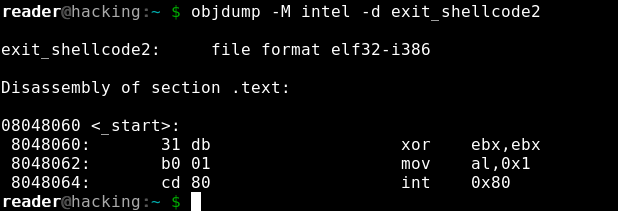 reader@hacking:~ $ objdump -M intel -d exit_shellcode2
exit_shellcode2:     file format elf32-i386
Disassembly of section .text:
08048060 <_start>:
 8048060:       31 db                   xor    ebx,ebx
 8048062:       b0 01                   mov    al,0x1
 8048064:       cd 80                   int    0x80
reader@hacking:~ $